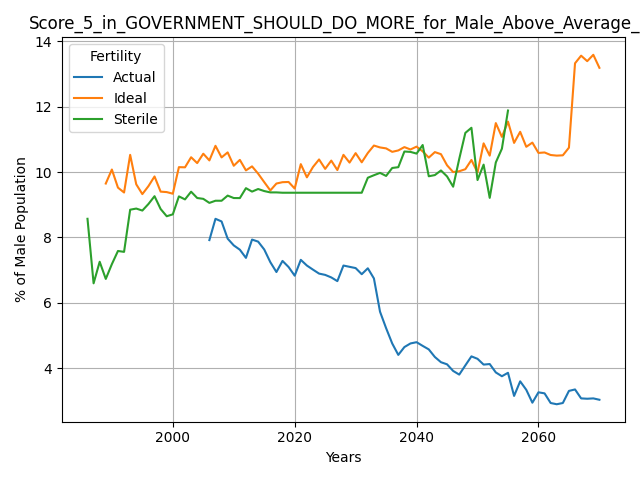 Score_5_in_GOVERNMENT_SHOULD_DO_MORE_for_Male_Above_Average_
14
12
10
8
6
4
% of Male Population
Fertility
Actual
Ideal
Sterile
2000 2020 2040 2060
Years